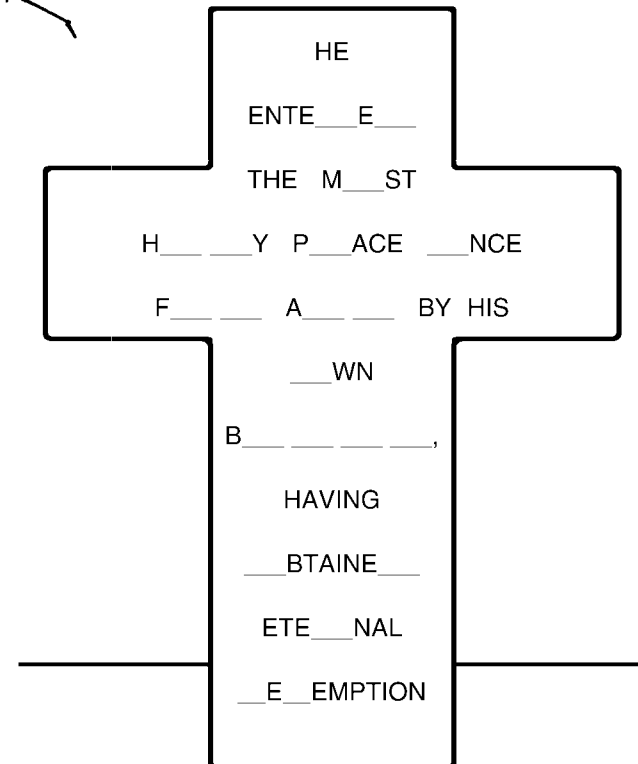 HE
ENTE___E___
THE M___ST
H___ ___Y P___ACE ___NCE
F___ ___ A___ ___ BY HIS
___WN
B___ ___ ___ ___,
HAVING
___BTAINE___
ETE___NAL
__E__EMPTION